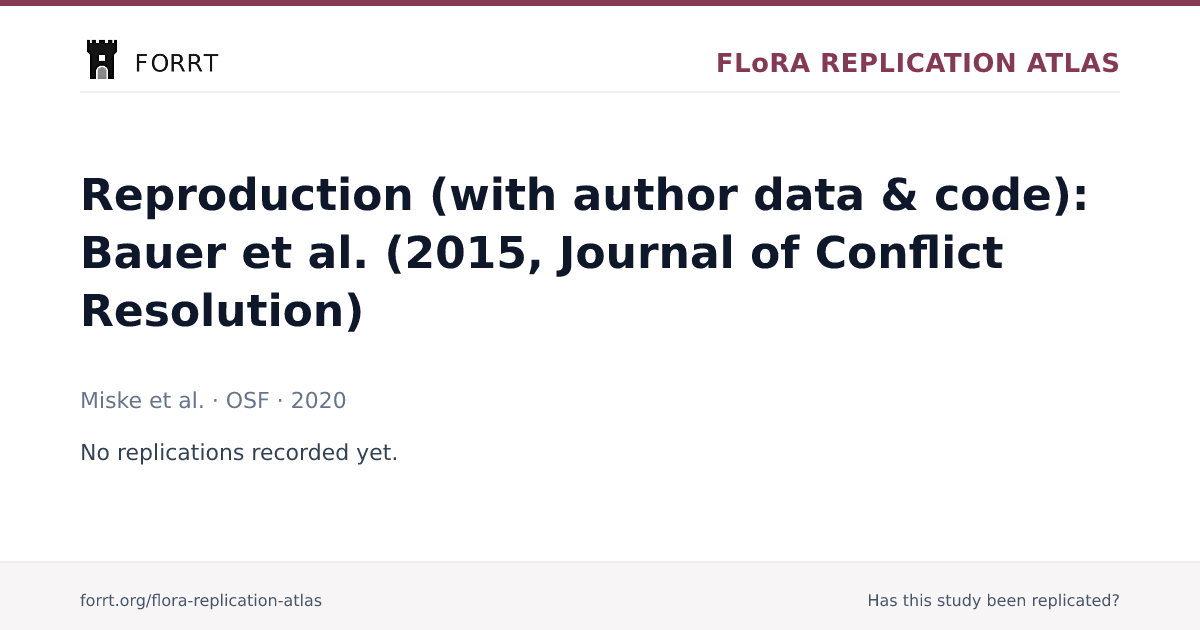 FORRT
FLoRA REPLICATION ATLAS
Reproduction (with author data & code):
Bauer et al. (2015, Journal of Conflict
Resolution)
Miske et al. · OSF · 2020
No replications recorded yet.
forrt.org/flora-replication-atlas
Has this study been replicated?